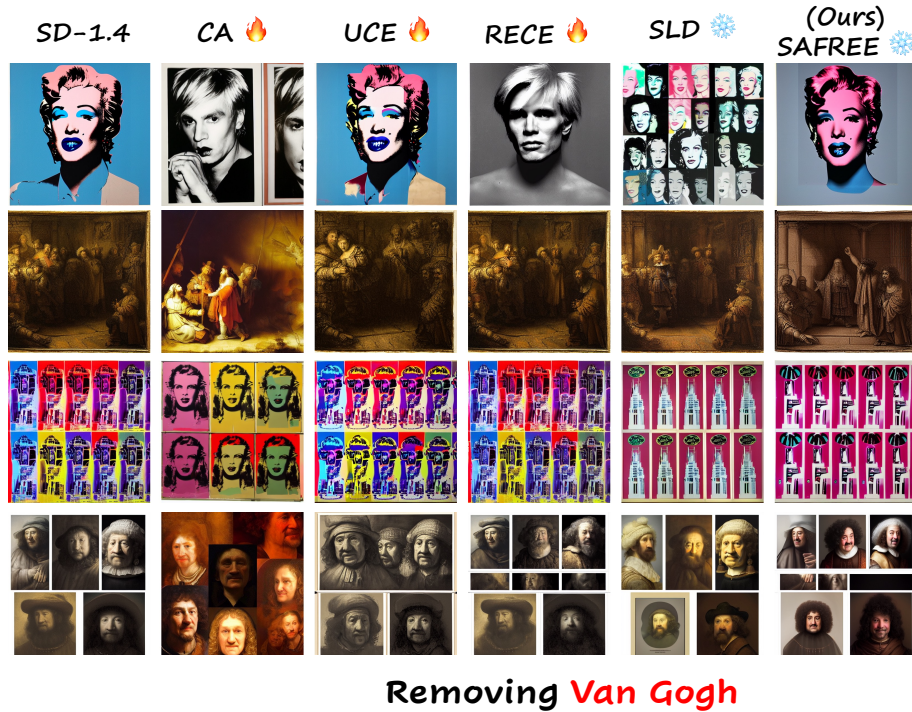 SD-1.4 CA 🔥 UCE 🔥 RECE 🔥 SLD ❄️ (Ours)
SAFREE ❄️
Removing Van Gogh